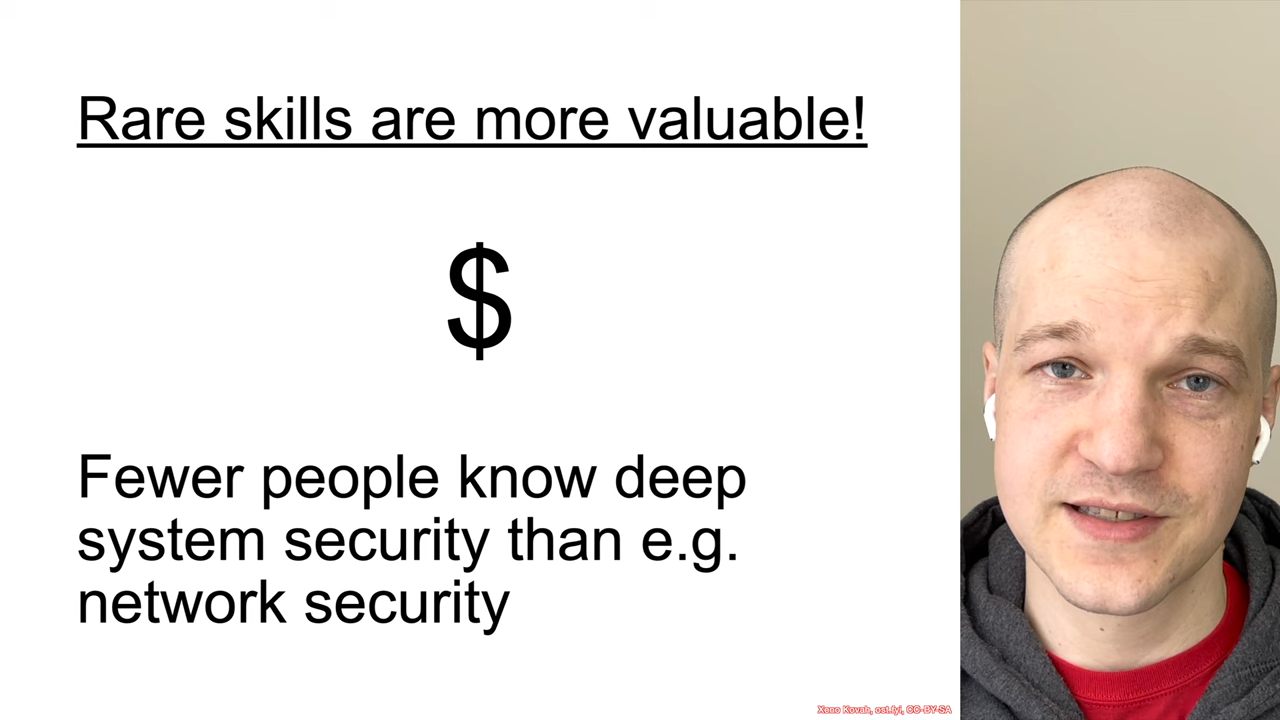 Rare skills are more valuable!
$
Fewer people know deep
system security than e.g.
network security
Xeno Kovah, ost.fyi, CC-BY-SA